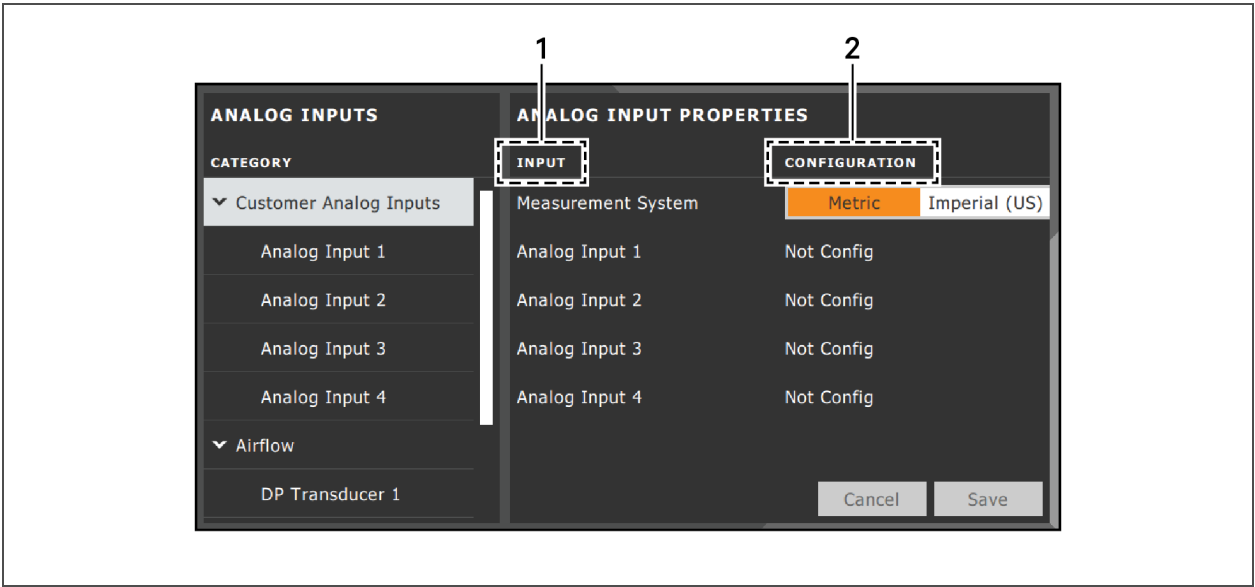 1 2
ANALOG INPUTS
CATEGORY
Customer Analog Inputs
Analog Input 1
Analog Input 2
Analog Input 3
Analog Input 4
Airflow
DP Transducer 1
ANALOG INPUT PROPERTIES
INPUT CONFIGURATION
Measurement System Metric Imperial (US)
Analog Input 1 Not Config
Analog Input 2 Not Config
Analog Input 3 Not Config
Analog Input 4 Not Config
Cancel Save